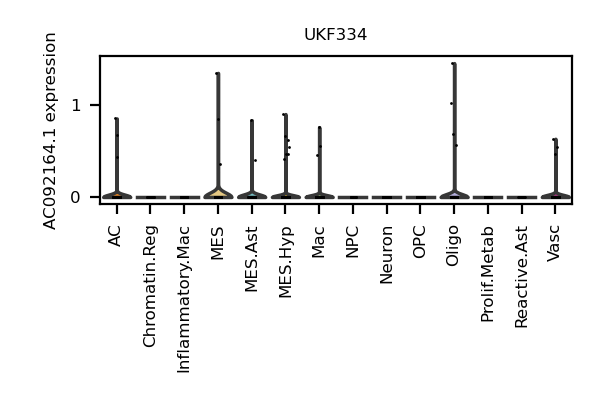 UKF334
AC092164.1 expression
1
0
AC
Chromatin.Reg
Inflammatory.Mac
MES
MES.Ast
MES.Hyp
Mac
NPC
Neuron
OPC
Oligo
Prolif.Metab
Reactive.Ast
Vasc